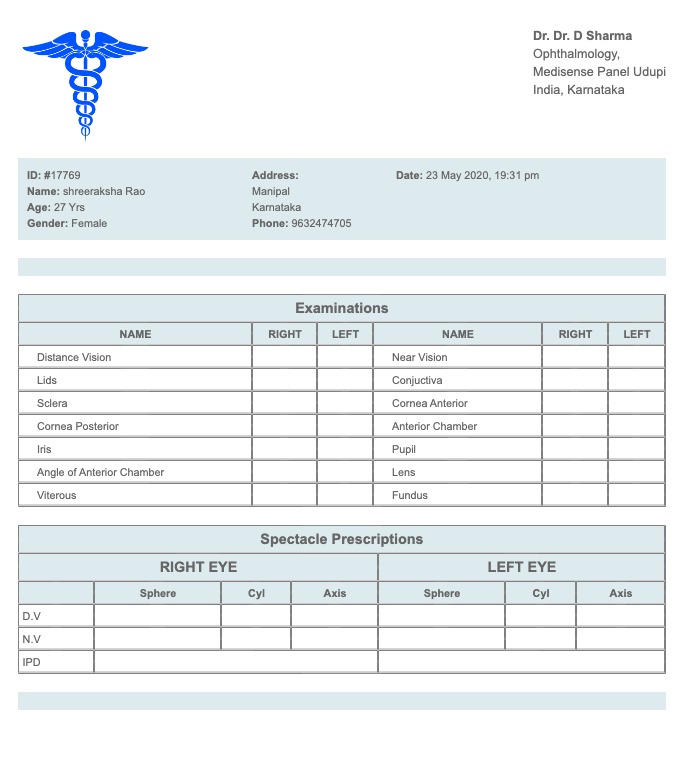 Dr. Dr. D Sharma
Ophthalmology,
Medisense Panel Udupi
India, Karnataka
ID: #17769
Name: shreeraksha Rao
Age: 27 Yrs
Gender: Female
Address:
Manipal
Karnataka
Phone: 9632474705
Date: 23 May 2020, 19:31 pm
Examinations
NAME RIGHT LEFT NAME RIGHT LEFT
Distance Vision Near Vision
Lids Conjuctiva
Sclera Cornea Anterior
Cornea Posterior Anterior Chamber
Iris Pupil
Angle of Anterior Chamber Lens
Viterous Fundus
Spectacle Prescriptions
RIGHT EYE LEFT EYE
Sphere Cyl Axis Sphere Cyl Axis
D.V
N.V
IPD